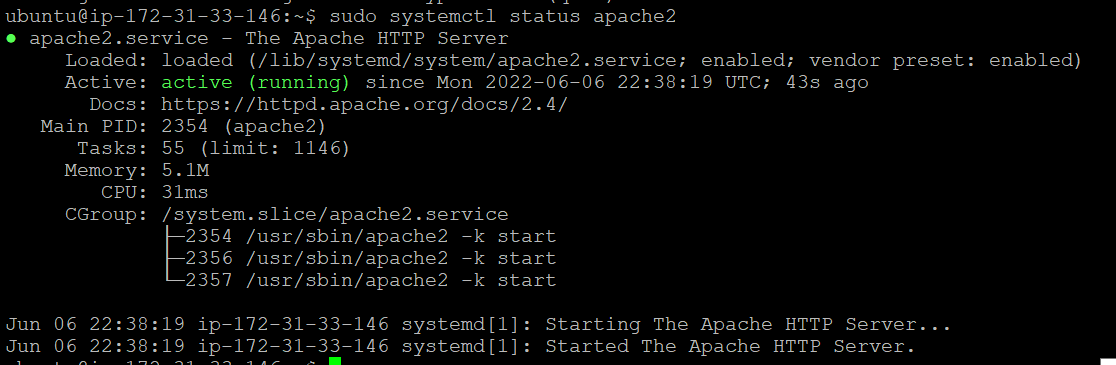 ubuntu@ip-172-31-33-146:~$ sudo systemctl status apache2
● apache2.service - The Apache HTTP Server
Loaded: loaded (/lib/systemd/system/apache2.service; enabled; vendor preset: enabled)
Active: active (running) since Mon 2022-06-06 22:38:19 UTC; 43s ago
Docs: https://httpd.apache.org/docs/2.4/
Main PID: 2354 (apache2)
Tasks: 55 (limit: 1146)
Memory: 5.1M
CPU: 31ms
CGroup: /system.slice/apache2.service
├─2354 /usr/sbin/apache2 -k start
├─2356 /usr/sbin/apache2 -k start
└─2357 /usr/sbin/apache2 -k start
Jun 06 22:38:19 ip-172-31-33-146 systemd[1]: Starting The Apache HTTP Server...
Jun 06 22:38:19 ip-172-31-33-146 systemd[1]: Started The Apache HTTP Server.